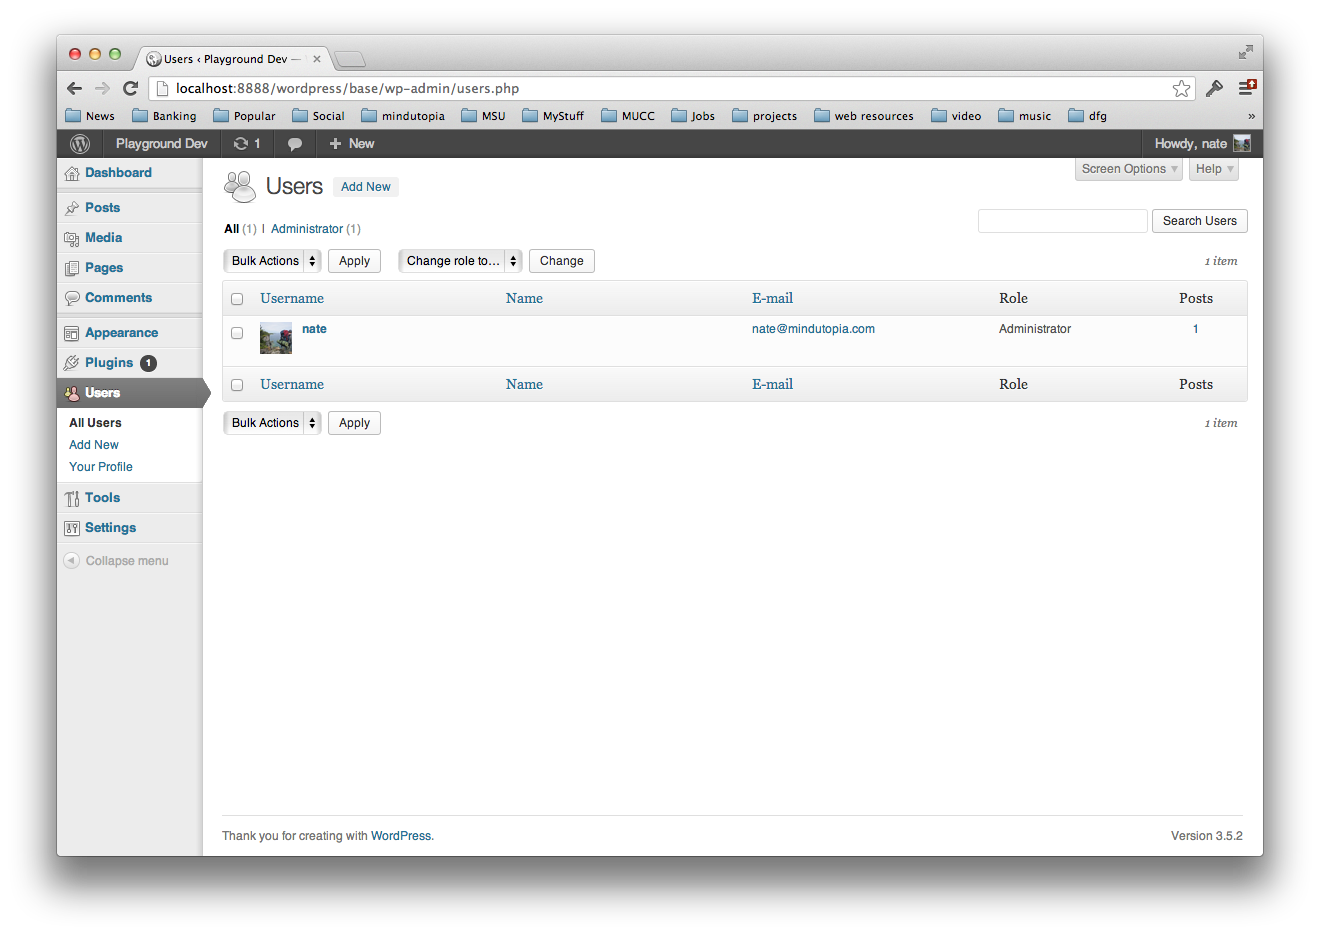 Users ‹ Playground Dev —
localhost:8888/wordpress/base/wp-admin/users.php
News Banking Popular Social mindutopia MSU MyStuff MUCC Jobs projects web resources video music dfg »
Playground Dev 1 New Howdy, nate
Screen Options Help
Dashboard
Posts
Media
Pages
Comments
Appearance
Plugins 1
Users
All Users
Add New
Your Profile
Tools
Settings
Collapse menu
Users Add New
All (1) | Administrator (1)
Search Users
Bulk Actions Apply Change role to... Change 1 item
Username Name E-mail Role Posts
nate nate@mindutopia.com Administrator 1
Username Name E-mail Role Posts
Bulk Actions Apply 1 item
Thank you for creating with WordPress. Version 3.5.2